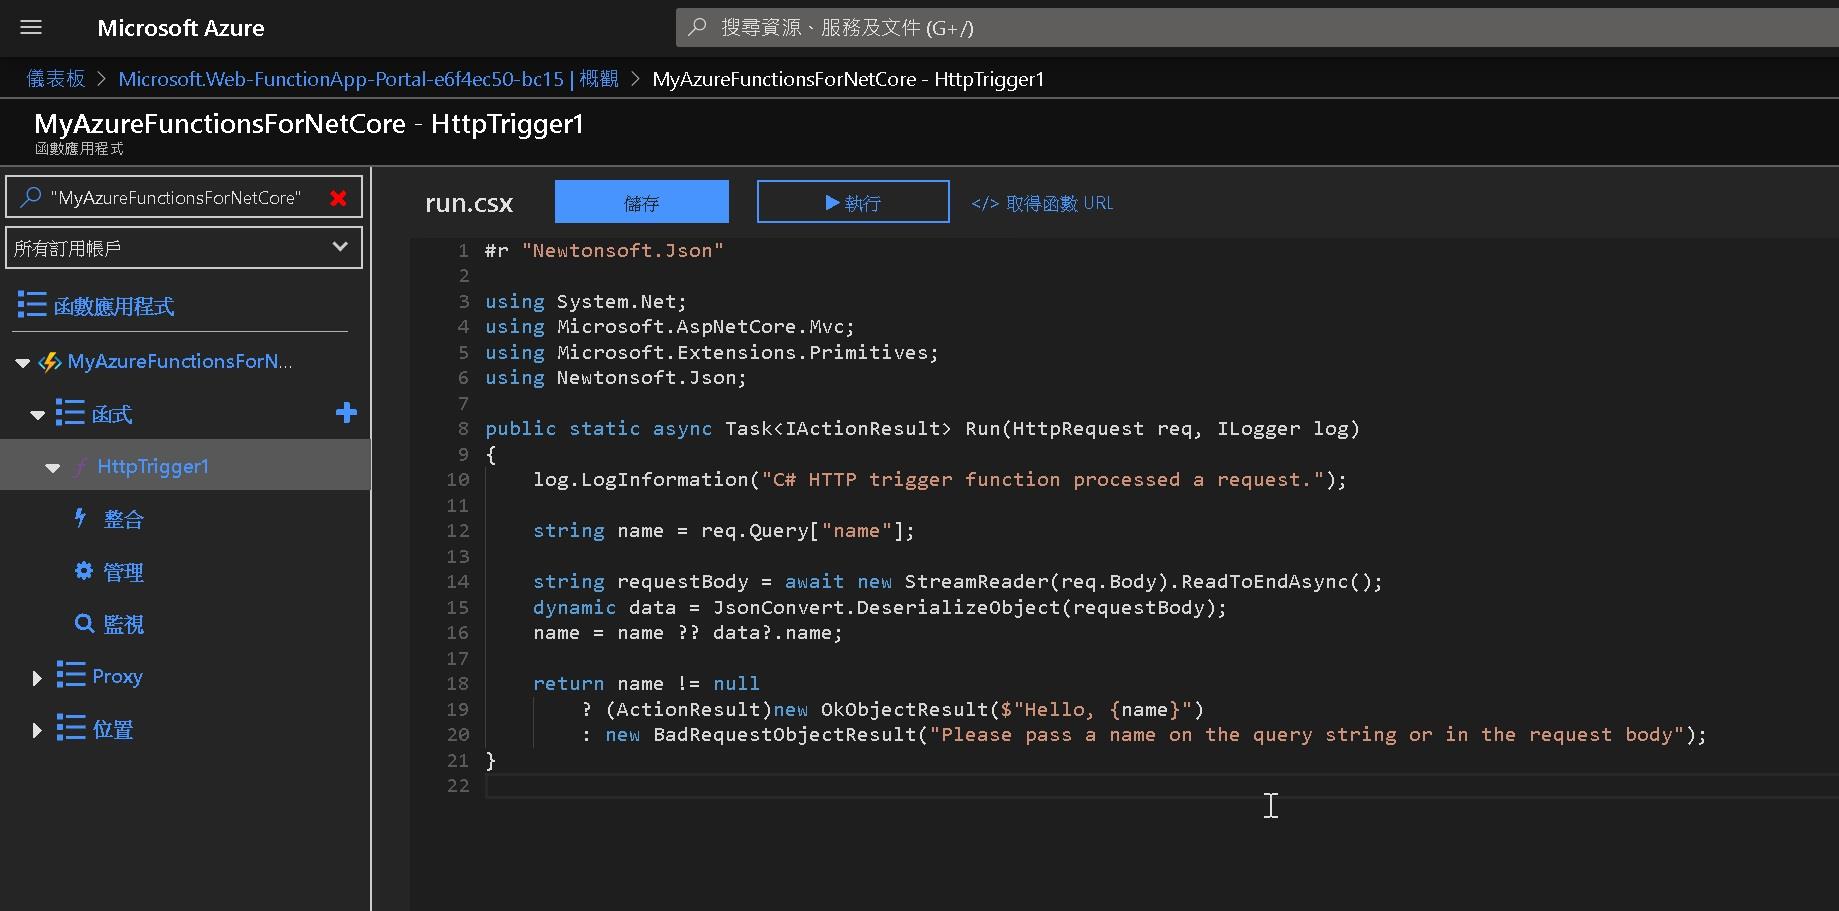 Microsoft Azure
搜尋資源、服務及文件 (G+/)
儀表板 > Microsoft.Web-FunctionApp-Portal-e6f4ec50-bc15 | 概觀 > MyAzureFunctionsForNetCore - HttpTrigger1
MyAzureFunctionsForNetCore - HttpTrigger1
函數應用程式
"MyAzureFunctionsForNetCore"
所有訂用帳戶
函數應用程式
MyAzureFunctionsForN...
函式
HttpTrigger1
整合
管理
監視
Proxy
位置
run.csx
儲存
執行
</> 取得函數 URL
1 #r "Newtonsoft.Json"
2
3 using System.Net;
4 using Microsoft.AspNetCore.Mvc;
5 using Microsoft.Extensions.Primitives;
6 using Newtonsoft.Json;
7
8 public static async Task<IActionResult> Run(HttpRequest req, ILogger log)
9 {
10     log.LogInformation("C# HTTP trigger function processed a request.");
11
12     string name = req.Query["name"];
13
14     string requestBody = await new StreamReader(req.Body).ReadToEndAsync();
15     dynamic data = JsonConvert.DeserializeObject(requestBody);
16     name = name ?? data?.name;
17
18     return name != null
19         ? (ActionResult)new OkObjectResult($"Hello, {name}")
20         : new BadRequestObjectResult("Please pass a name on the query string or in the request body");
21 }
22